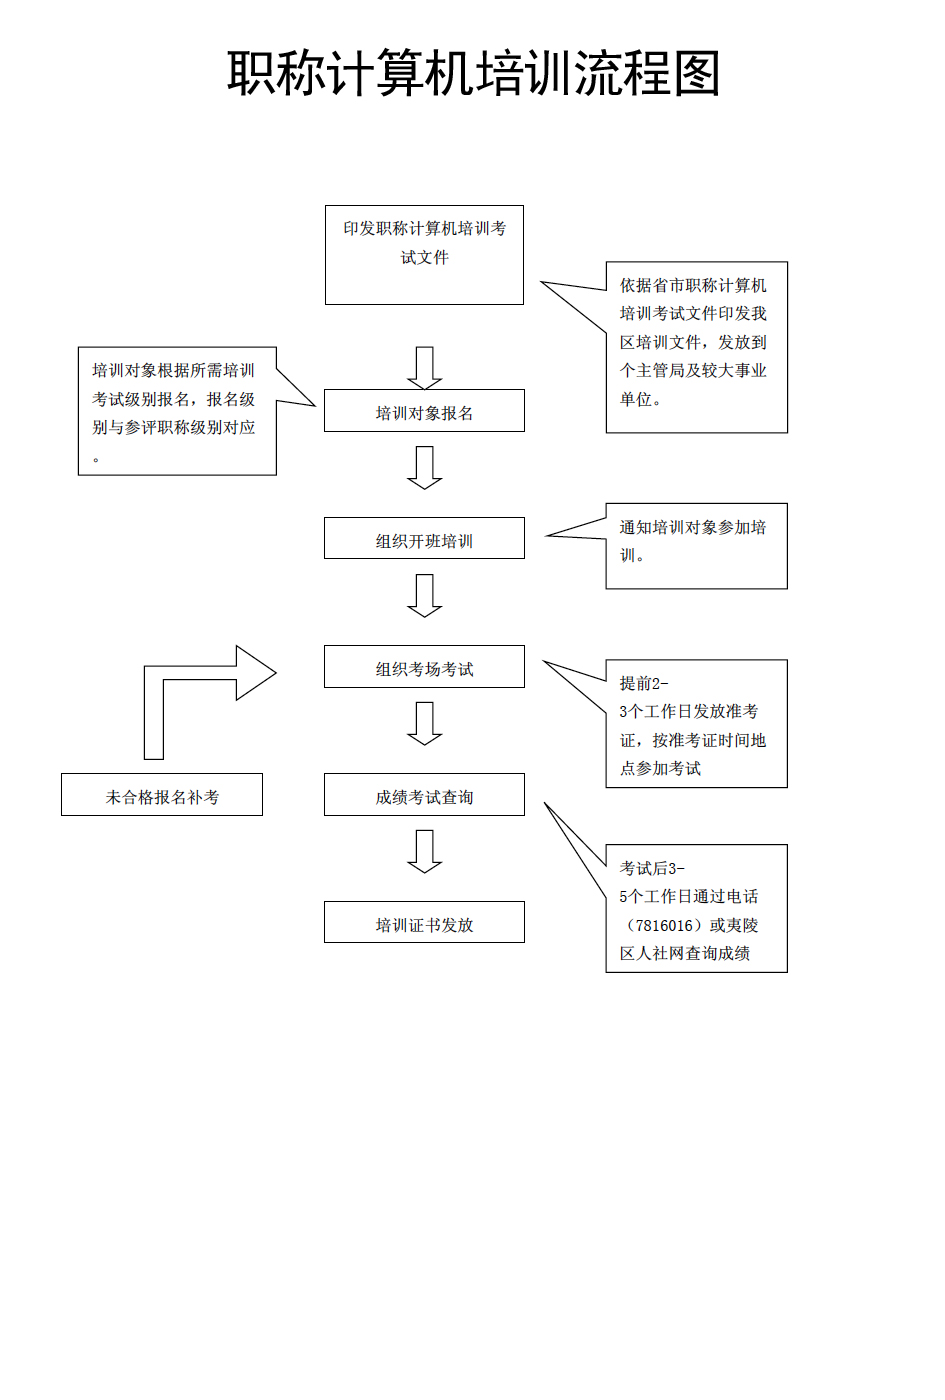 职称计算机培训流程图
印发职称计算机培训考
试文件
依据省市职称计算机
培训考试文件印发我
区培训文件，发放到
个主管局及较大事业
单位。
培训对象根据所需培训
考试级别报名，报名级
别与参评职称级别对应
。
培训对象报名
组织开班培训
通知培训对象参加培
训。
组织考场考试
提前2-
3个工作日发放准考
证，按准考证时间地
点参加考试
未合格报名补考
成绩考试查询
考试后3-
5个工作日通过电话
（7816016）或夷陵
区人社网查询成绩
培训证书发放